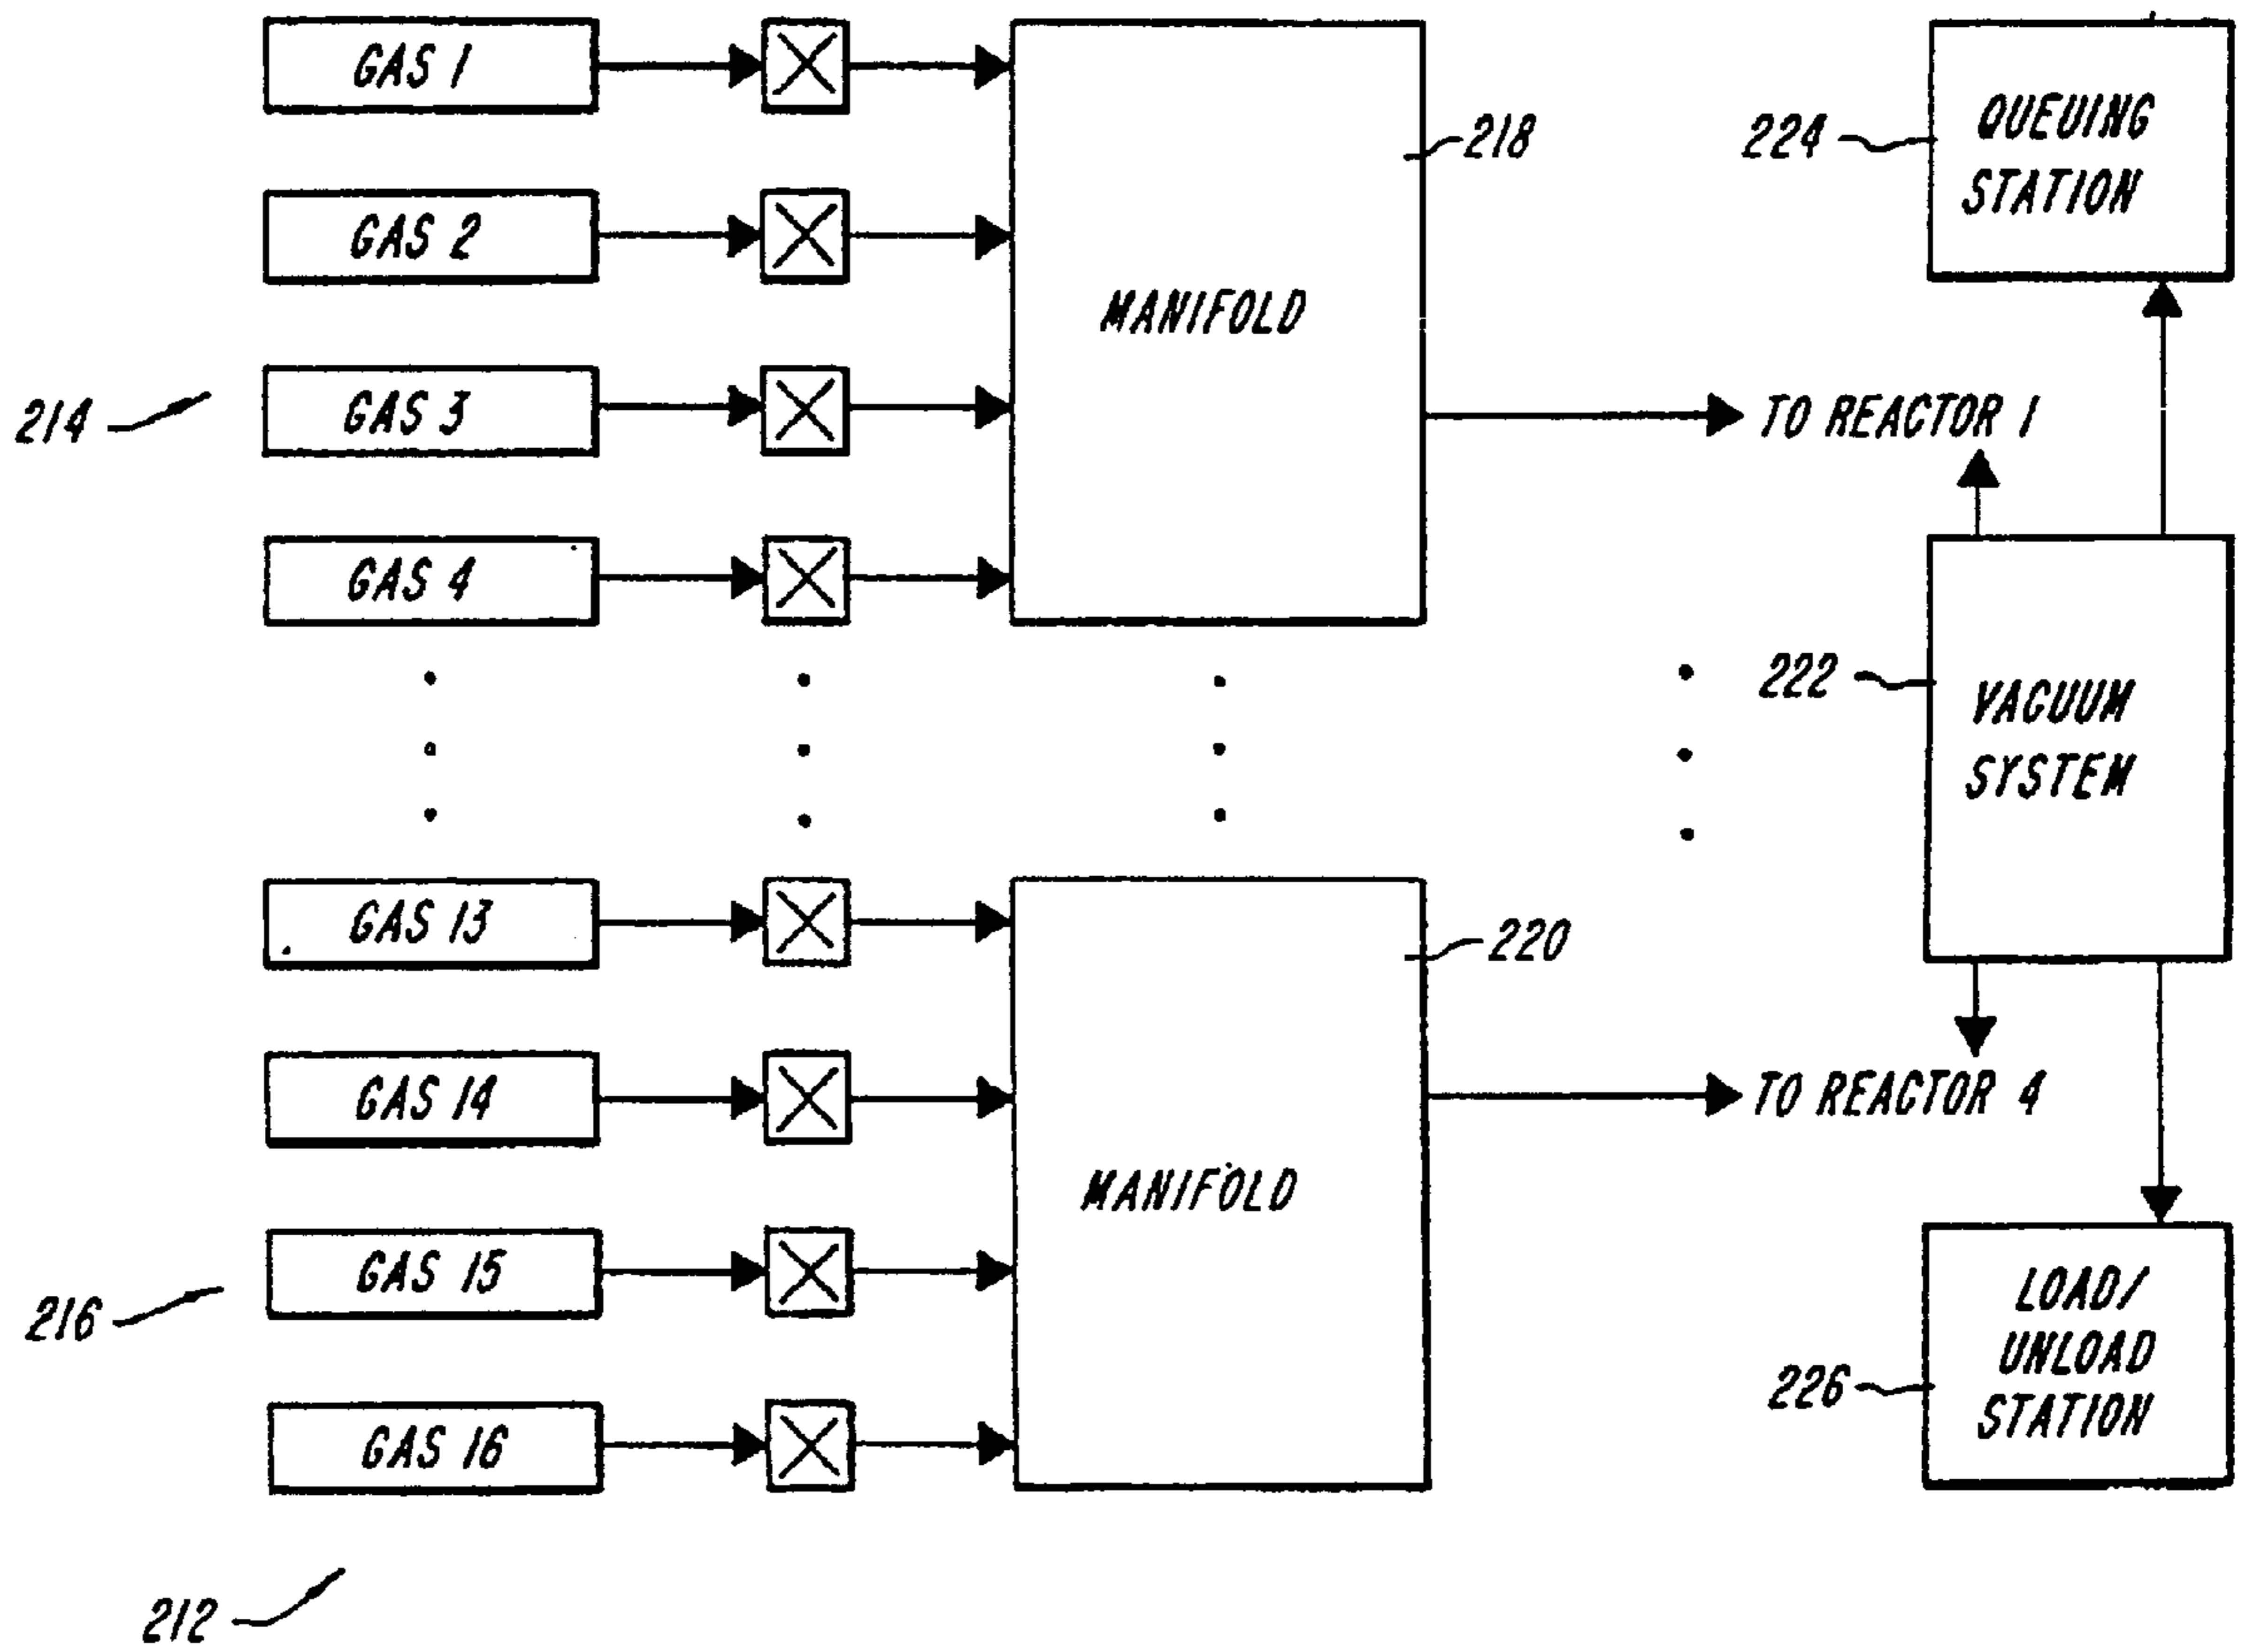 GAS 1
218
224
QUEUING
STATION
GAS 2
MANIFOLD
214
GAS 3
TO REACTOR 1
GAS 4
222
VACUUM
SYSTEM
GAS 13
220
GAS 14
TO REACTOR 4
MANIFOLD
216
GAS 15
226
LOAD/
UNLOAD
STATION
GAS 16
212